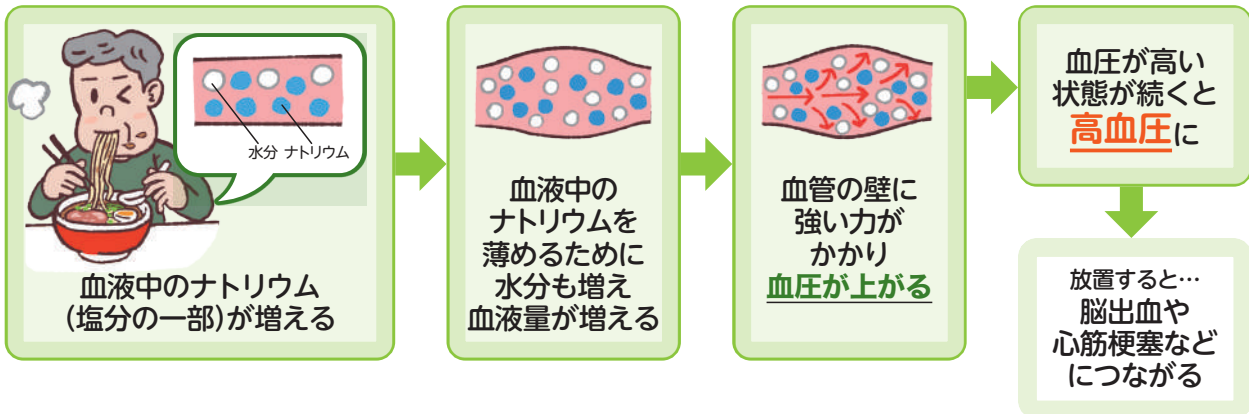 水分 ナトリウム
血液中のナトリウム
(塩分の一部)が増える
血液中の
ナトリウムを
薄めるために
水分も増え
血液量が増える
血管の壁に
強い力が
かかり
血圧が上がる
血圧が高い
状態が続くと
高血圧に
放置すると…
脳出血や
心筋梗塞など
につながる